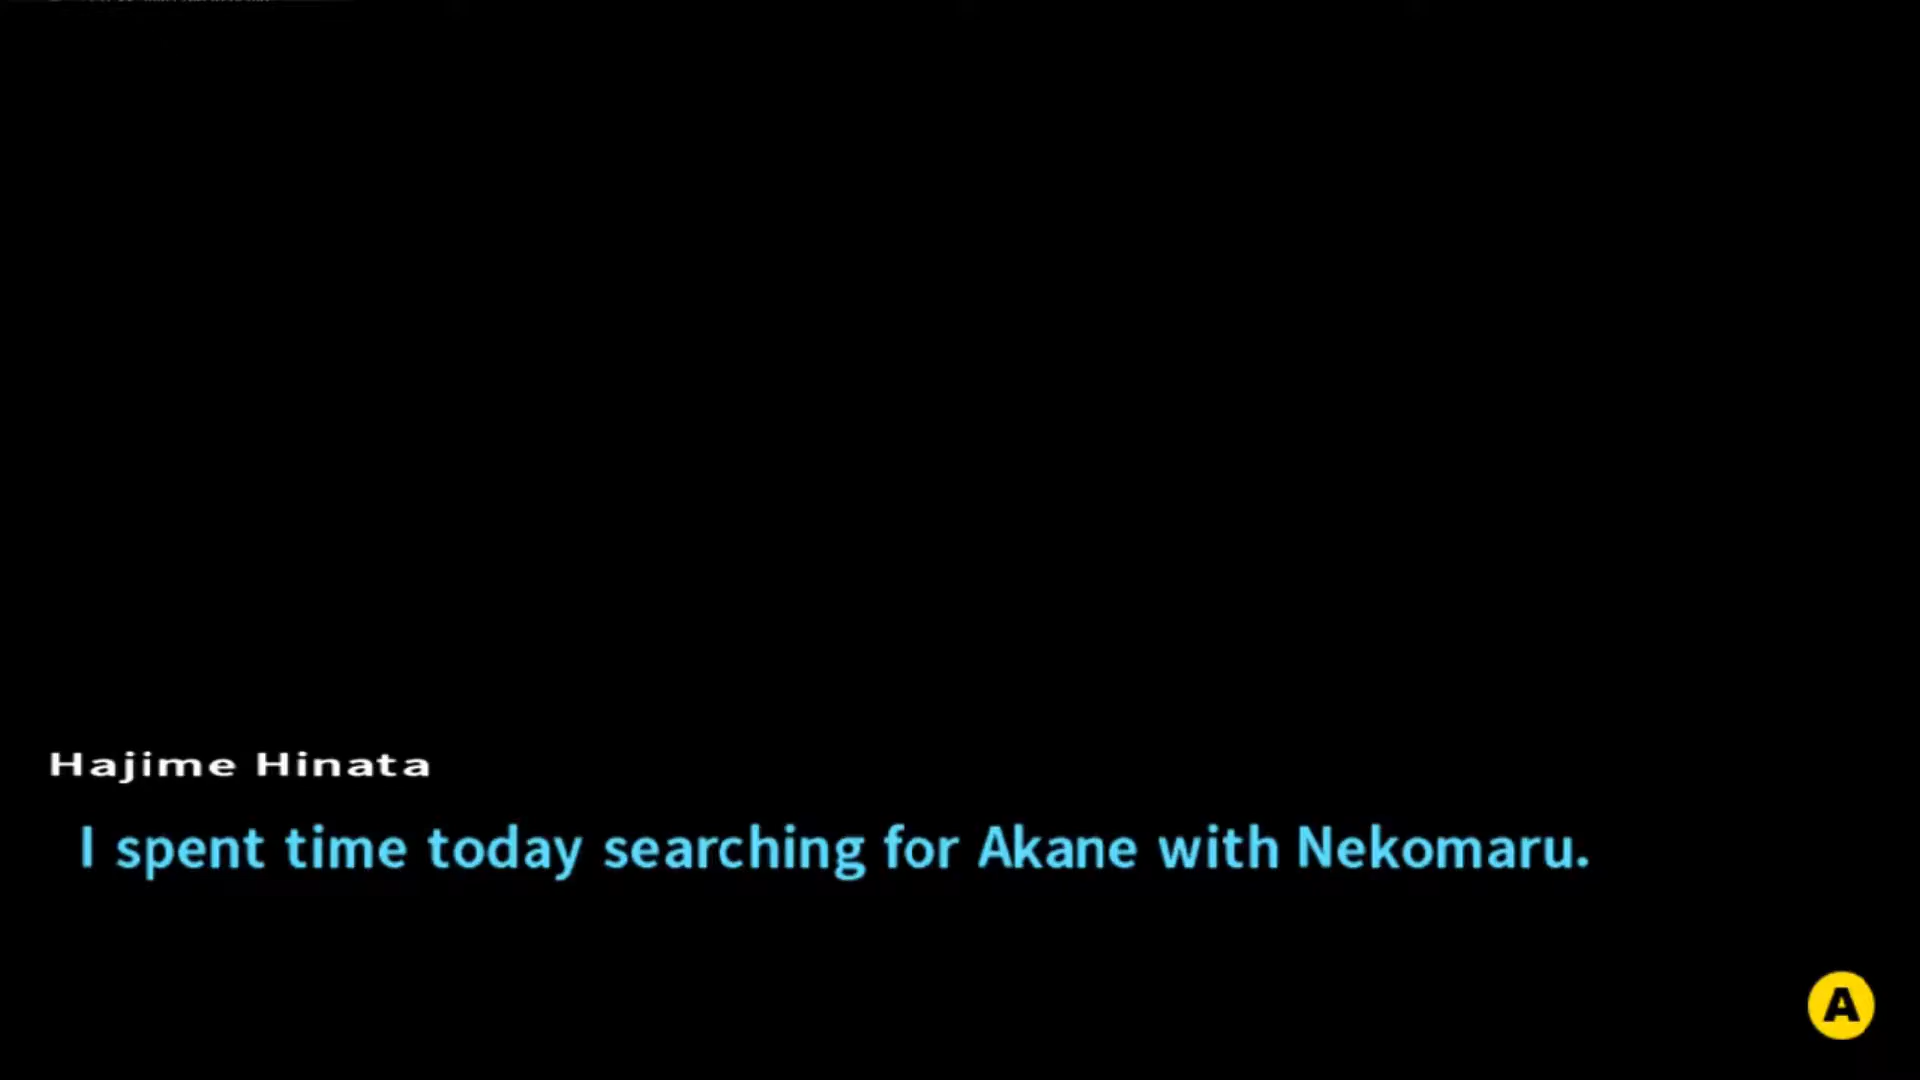 Hajime Hinata
I spent time today searching for Akane with Nekomaru.
A